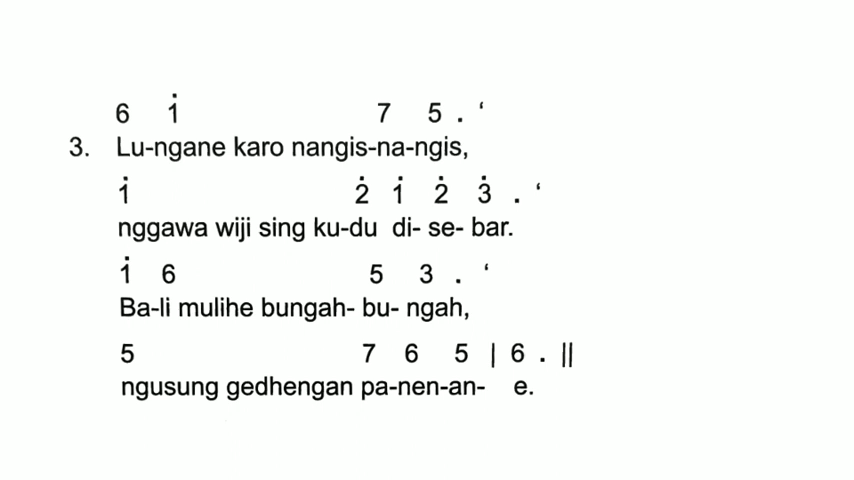 6 1̇ 7 5 . ‘
3. Lu-ngane karo nangis-na-ngis,
1̇ 2̇ 1̇ 2̇ 3̇ . ‘
nggawa wiji sing ku-du di- se- bar.
1̇ 6 5 3 . ‘
Ba-li mulihe bungah- bu- ngah,
5 7 6 5 | 6 . ||
ngusung gedhengan pa-nen-an- e.